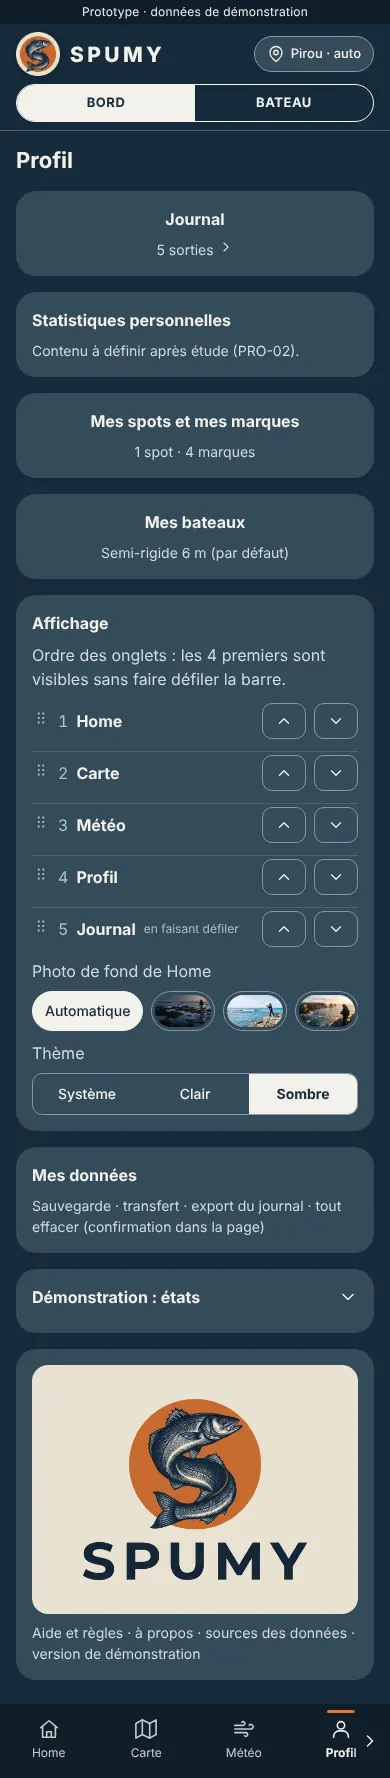 Prototype · données de démonstration
SPUMY
Pirou · auto
BORD
BATEAU
Profil
Journal
5 sorties
Statistiques personnelles
Contenu à définir après étude (PRO-02).
Mes spots et mes marques
1 spot · 4 marques
Mes bateaux
Semi-rigide 6 m (par défaut)
Affichage
Ordre des onglets : les 4 premiers sont
visibles sans faire défiler la barre.
1 Home
2 Carte
3 Météo
4 Profil
5 Journal en faisant défiler
Photo de fond de Home
Automatique
Thème
Système
Clair
Sombre
Mes données
Sauvegarde · transfert · export du journal · tout
effacer (confirmation dans la page)
Démonstration : états
SPUMY
Aide et règles · à propos · sources des données ·
version de démonstration
Home
Carte
Météo
Profil